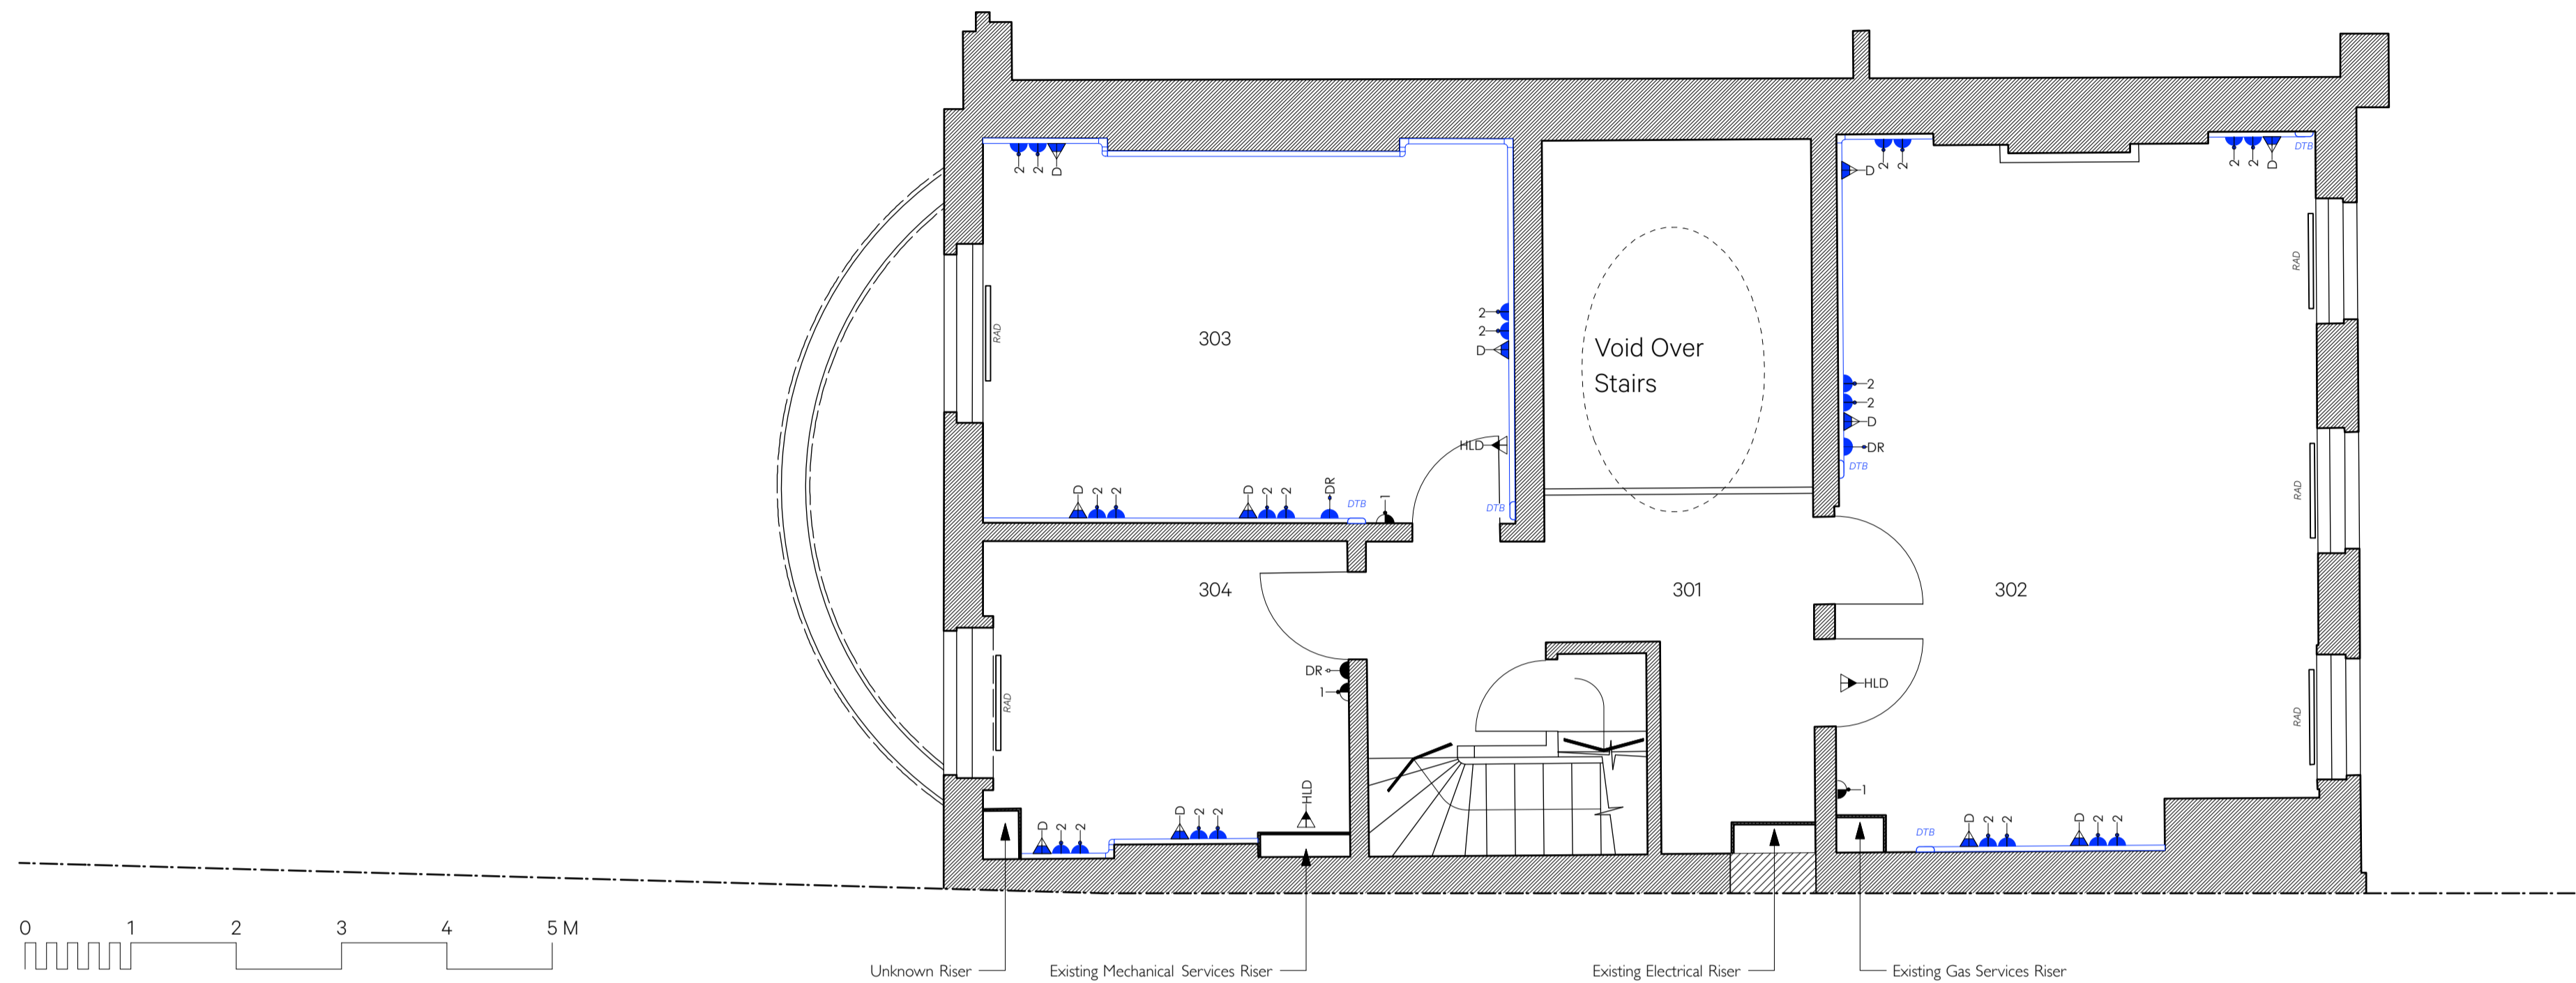 2 2 D
2 2
D
2 2 D
DTB
RAD
303
2
2
D
Void Over
Stairs
RAD
2
2
D
DR
DTB
HLD
D 2 2
D 2 2
DR
DTB
1
DTB
RAD
304
301
302
DR
1
HLD
RAD
RAD
1
D 2 2
D 2 2
HLD
DTB
D 2 2
D 2 2
0 1 2 3 4 5 M
Unknown Riser
Existing Mechanical Services Riser
Existing Electrical Riser
Existing Gas Services Riser